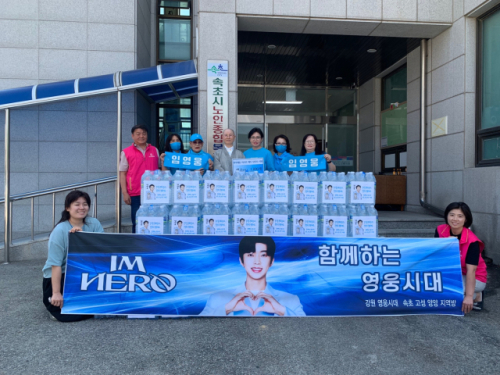 속초시노인종합복
임영웅
임영웅
IM
HERO
함께하는
영웅시대
강원 영웅시대 속초 고성 양양 지역방